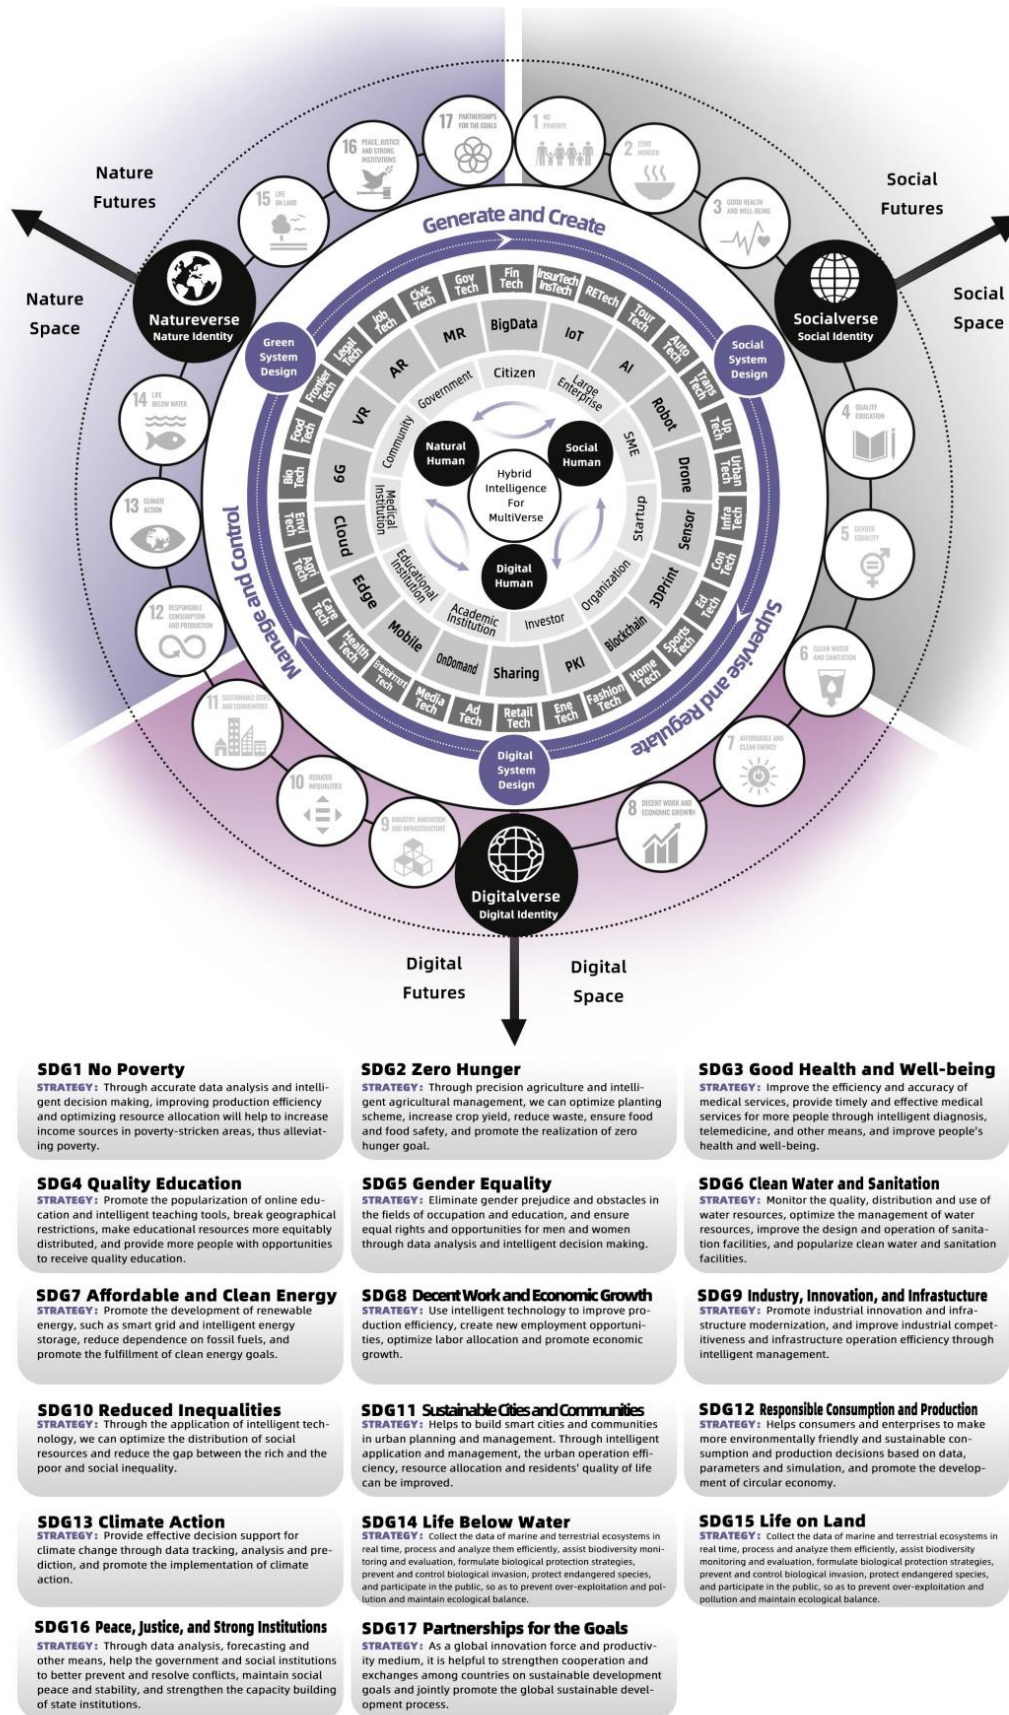 17 PARTNERSHIPS
FOR THE GOALS
1 NO
POVERTY
16 PEACE, JUSTICE
AND STRONG
INSTITUTIONS
2 ZERO
HUNGER
15 LIFE
ON LAND
3 GOOD HEALTH
AND WELL-BEING
Nature
Futures
Social
Futures
Nature
Space
Social
Space
Natureverse
Nature Identity
Socialverse
Social Identity
Generate and Create
Supervise and Regulate
Manage and Control
Green
System
Design
Social
System
Design
Digital
System
Design
14 LIFE
BELOW WATER
4 QUALITY
EDUCATION
13 CLIMATE
ACTION
5 GENDER
EQUALITY
12 RESPONSIBLE
CONSUMPTION
AND PRODUCTION
6 CLEAN WATER
AND SANITATION
11 SUSTAINABLE CITIES
AND COMMUNITIES
7 AFFORDABLE AND
CLEAN ENERGY
10 REDUCED
INEQUALITIES
8 DECENT WORK AND
ECONOMIC GROWTH
9 INDUSTRY, INNOVATION
AND INFRASTRUCTURE
Fin
Tech
InsurTech
InsTech
RETech
Tour
Tech
Auto
Tech
Trans
Tech
Up
Tech
Urban
Tech
Infra
Tech
Con
Tech
Ed
Tech
Sports
Tech
Home
Tech
Fashion
Tech
Ene
Tech
Retail
Tech
Ad
Tech
Media
Tech
Entertainment
Tech
Health
Tech
Care
Tech
Agri
Tech
Envi
Tech
Bio
Tech
Food
Tech
Frontier
Tech
Legal
Tech
Job
Tech
Civic
Tech
Gov
Tech
BigData
IoT
AI
Robot
Drone
Sensor
3DPrint
Blockchain
PKI
Sharing
OnDomand
Mobile
Edge
Cloud
6G
VR
AR
MR
Citizen
Large
Enterprise
SME
Startup
Organization
Investor
Academic
Institution
Educational
Institution
Medical
Institution
Community
Government
Natural
Human
Social
Human
Hybrid
Intelligence
For
MultiVerse
Digital
Human
Digitalverse
Digital Identity
Digital
Futures
Digital
Space
SDG1 No Poverty
STRATEGY: Through accurate data analysis and intelli-
gent decision making, improving production efficiency
and optimizing resource allocation will help to increase
income sources in poverty-stricken areas, thus alleviat-
ing poverty.
SDG2 Zero Hunger
STRATEGY: Through precision agriculture and intelli-
gent agricultural management, we can optimize planting
scheme, increase crop yield, reduce waste, ensure food
and food safety, and promote the realization of zero
hunger goal.
SDG3 Good Health and Well-being
STRATEGY: Improve the efficiency and accuracy of
medical services, provide timely and effective medical
services for more people through intelligent diagnosis,
telemedicine, and other means, and improve people's
health and well-being.
SDG4 Quality Education
STRATEGY: Promote the popularization of online edu-
cation and intelligent teaching tools, break geographical
restrictions, make educational resources more equitably
distributed, and provide more people with opportunities
to receive quality education.
SDG5 Gender Equality
STRATEGY: Eliminate gender prejudice and obstacles in
the fields of occupation and education, and ensure
equal rights and opportunities for men and women
through data analysis and intelligent decision making.
SDG6 Clean Water and Sanitation
STRATEGY: Monitor the quality, distribution and use of
water resources, optimize the management of water
resources, improve the design and operation of sanita-
tion facilities, and popularize clean water and sanitation
facilities.
SDG7 Affordable and Clean Energy
STRATEGY: Promote the development of renewable
energy, such as smart grid and intelligent energy
storage, reduce dependence on fossil fuels, and
promote the fulfillment of clean energy goals.
SDG8 Decent Work and Economic Growth
STRATEGY: Use intelligent technology to improve pro-
duction efficiency, create new employment opportuni-
ties, optimize labor allocation and promote economic
growth.
SDG9 Industry, Innovation, and Infrastucture
STRATEGY: Promote industrial innovation and infra-
structure modernization, and improve industrial compet-
itiveness and infrastructure operation efficiency through
intelligent management.
SDG10 Reduced Inequalities
STRATEGY: Through the application of intelligent tech-
nology, we can optimize the distribution of social
resources and reduce the gap between the rich and the
poor and social inequality.
SDG11 Sustainable Cities and Communities
STRATEGY: Helps to build smart cities and communities
in urban planning and management. Through intelligent
application and management, the urban operation effi-
ciency, resource allocation and residents' quality of life
can be improved.
SDG12 Responsible Consumption and Production
STRATEGY: Helps consumers and enterprises to make
more environmentally friendly and sustainable con-
sumption and production decisions based on data,
parameters and simulation, and promote the develop-
ment of circular economy.
SDG13 Climate Action
STRATEGY: Provide effective decision support for
climate change through data tracking, analysis and pre-
diction, and promote the implementation of climate
action.
SDG14 Life Below Water
STRATEGY: Collect the data of marine and terrestrial ecosystems in
real time, process and analyze them efficiently, assist biodiversity moni-
toring and evaluation, formulate biological protection strategies,
prevent and control biological invasion, protect endangered species,
and participate in the public, so as to prevent over-exploitation and pol-
lution and maintain ecological balance.
SDG15 Life on Land
STRATEGY: Collect the data of marine and terrestrial ecosystems in
real time, process and analyze them efficiently, assist biodiversity
monitoring and evaluation, formulate biological protection strategies,
prevent and control biological invasion, protect endangered species,
and participate in the public, so as to prevent over-exploitation and
pollution and maintain ecological balance.
SDG16 Peace, Justice, and Strong Institutions
STRATEGY: Through data analysis, forecasting and
other means, help the government and social institutions
to better prevent and resolve conflicts, maintain social
peace and stability, and strengthen the capacity building
of state institutions.
SDG17 Partnerships for the Goals
STRATEGY: As a global innovation force and productiv-
ity medium, it is helpful to strengthen cooperation and
exchanges among countries on sustainable development
goals and jointly promote the global sustainable devel-
opment process.